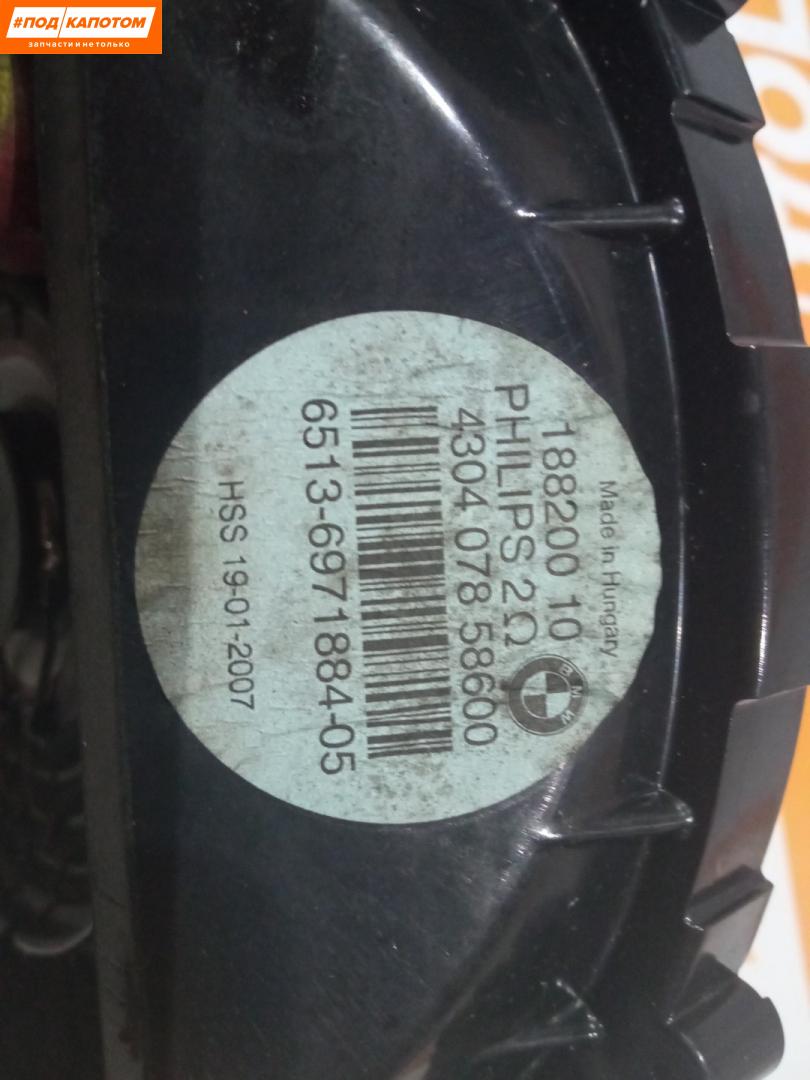 #ПОД КАПОТОМ
запчасти и не только
Made in Hungary
188200 10
PHILIPS 2Ω
BMW
4304 078 58600
6513-6971884-05
HSS 19-01-2007